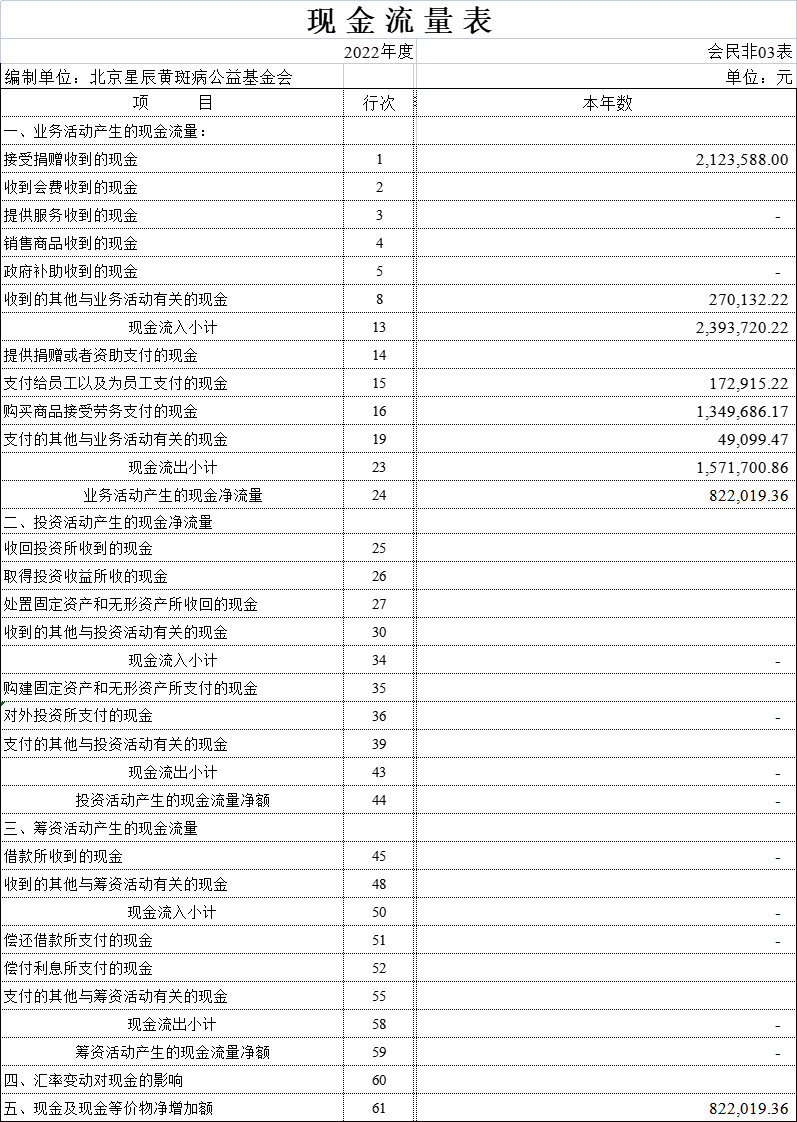 现金流量表
2022年度 会民非03表
编制单位：北京星辰黄斑病公益基金会 单位：元
项 目 行次 本年数
一、业务活动产生的现金流量：
接受捐赠收到的现金 1 2,123,588.00
收到会费收到的现金 2
提供服务收到的现金 3 -
销售商品收到的现金 4
政府补助收到的现金 5 -
收到的其他与业务活动有关的现金 8 270,132.22
现金流入小计 13 2,393,720.22
提供捐赠或者资助支付的现金 14
支付给员工以及为员工支付的现金 15 172,915.22
购买商品接受劳务支付的现金 16 1,349,686.17
支付的其他与业务活动有关的现金 19 49,099.47
现金流出小计 23 1,571,700.86
业务活动产生的现金净流量 24 822,019.36
二、投资活动产生的现金净流量
收回投资所收到的现金 25
取得投资收益所收的现金 26
处置固定资产和无形资产所收回的现金 27
收到的其他与投资活动有关的现金 30
现金流入小计 34 -
购建固定资产和无形资产所支付的现金 35
对外投资所支付的现金 36 -
支付的其他与投资活动有关的现金 39
现金流出小计 43 -
投资活动产生的现金流量净额 44 -
三、筹资活动产生的现金流量
借款所收到的现金 45 -
收到的其他与筹资活动有关的现金 48
现金流入小计 50 -
偿还借款所支付的现金 51 -
偿付利息所支付的现金 52
支付的其他与筹资活动有关的现金 55
现金流出小计 58 -
筹资活动产生的现金流量净额 59 -
四、汇率变动对现金的影响 60
五、现金及现金等价物净增加额 61 822,019.36